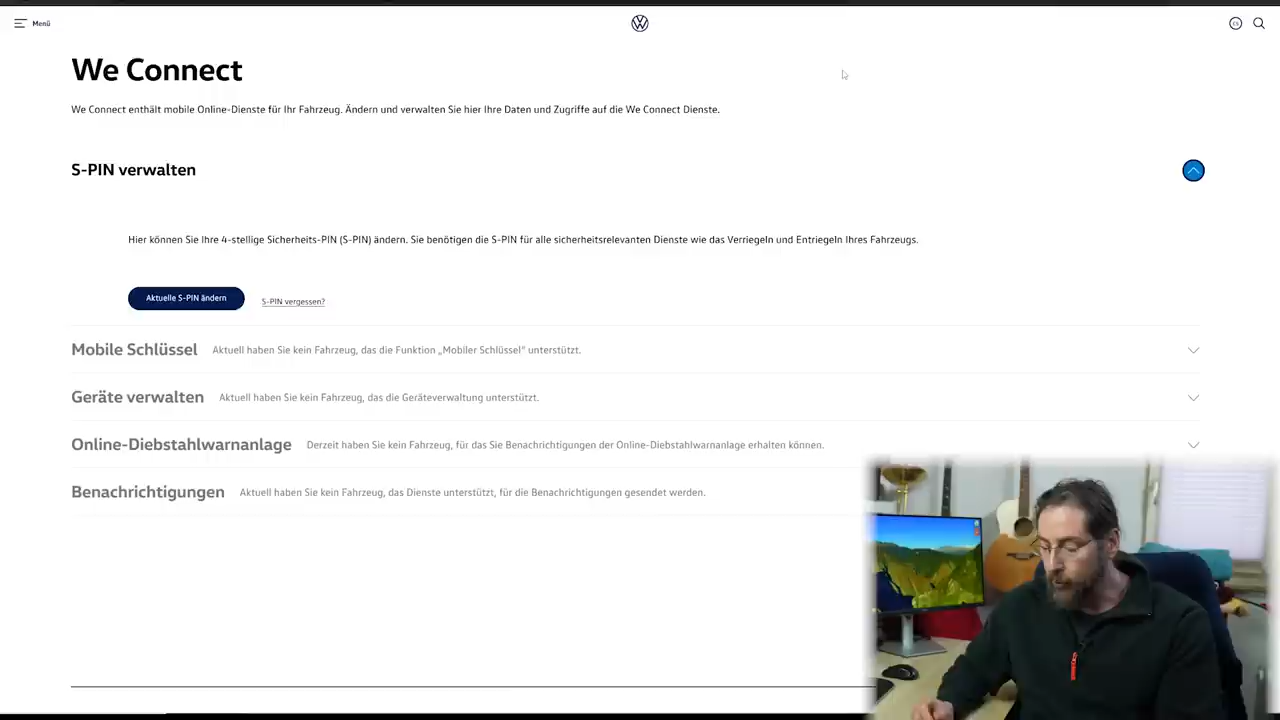 Menü
CS
We Connect
We Connect enthält mobile Online-Dienste für Ihr Fahrzeug. Ändern und verwalten Sie hier Ihre Daten und Zugriffe auf die We Connect Dienste.
S-PIN verwalten
Hier können Sie Ihre 4-stellige Sicherheits-PIN (S-PIN) ändern. Sie benötigen die S-PIN für alle sicherheitsrelevanten Dienste wie das Verriegeln und Entriegeln Ihres Fahrzeugs.
Aktuelle S-PIN ändern S-PIN vergessen?
Mobile Schlüssel Aktuell haben Sie kein Fahrzeug, das die Funktion „Mobiler Schlüssel“ unterstützt.
Geräte verwalten Aktuell haben Sie kein Fahrzeug, das die Geräteverwaltung unterstützt.
Online-Diebstahlwarnanlage Derzeit haben Sie kein Fahrzeug, für das Sie Benachrichtigungen der Online-Diebstahlwarnanlage erhalten können.
Benachrichtigungen Aktuell haben Sie kein Fahrzeug, das Dienste unterstützt, für die Benachrichtigungen gesendet werden.